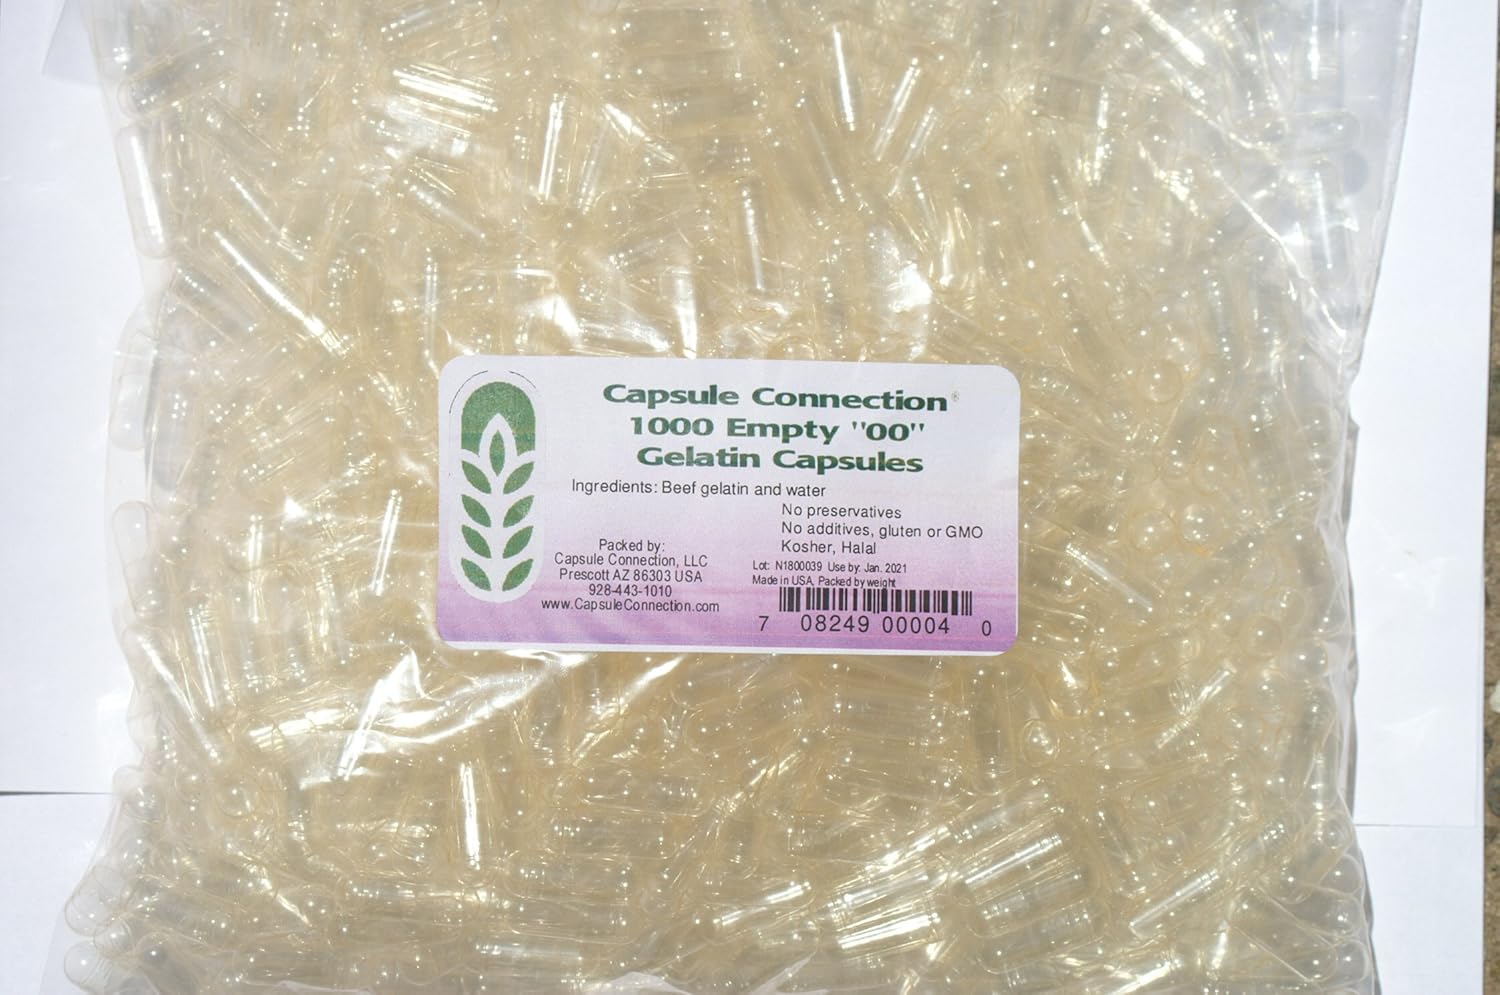 Capsule Connection®
1000 Empty "00"
Gelatin Capsules
Ingredients: Beef gelatin and water
No preservatives
No additives, gluten or GMO
Kosher, Halal
Packed by:
Capsule Connection, LLC
Prescott AZ 86303 USA
928-443-1010
www.CapsuleConnection.com
Lot: N1800039 Use by: Jan. 2021
Made in USA, Packed by weight
7 08249 00004 0